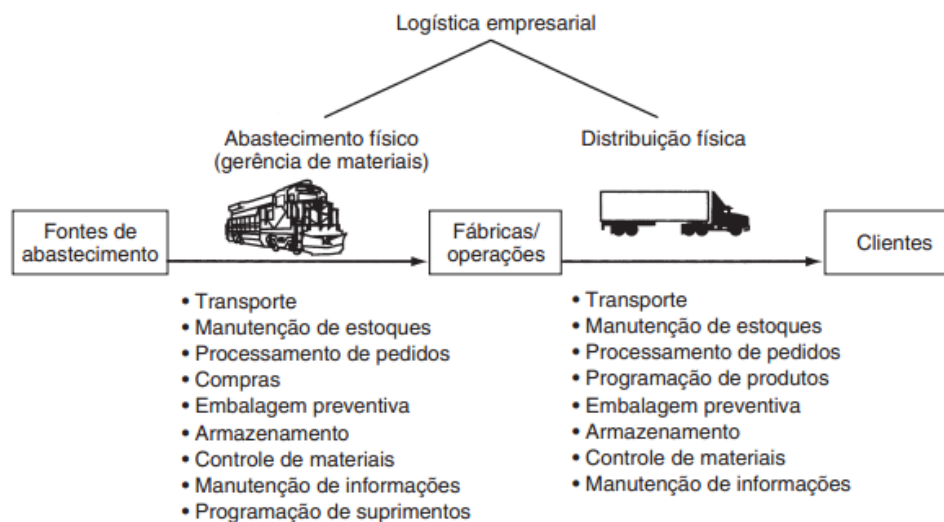 Logística empresarial
Abastecimento físico
(gerência de materiais)
Distribuição física
Fontes de
abastecimento
Fábricas/
operações
Clientes
• Transporte
• Manutenção de estoques
• Processamento de pedidos
• Compras
• Embalagem preventiva
• Armazenamento
• Controle de materiais
• Manutenção de informações
• Programação de suprimentos
• Transporte
• Manutenção de estoques
• Processamento de pedidos
• Programação de produtos
• Embalagem preventiva
• Armazenamento
• Controle de materiais
• Manutenção de informações